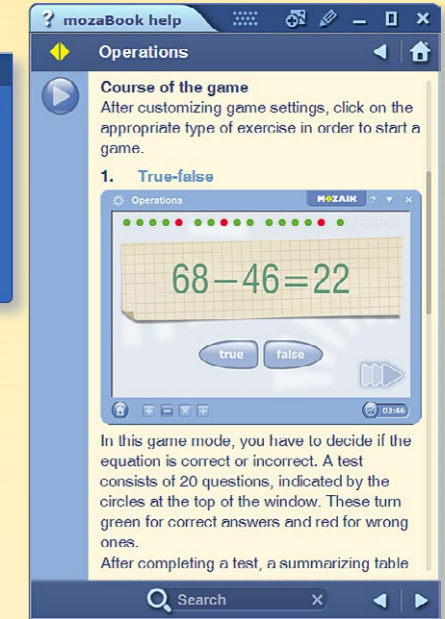 ? mozaBook help
Operations
Course of the game
After customizing game settings, click on the
appropriate type of exercise in order to start a
game.
1. True-false
Operations
MOZAIK ?
68−46=22
true false
03:46
In this game mode, you have to decide if the
equation is correct or incorrect. A test
consists of 20 questions, indicated by the
circles at the top of the window. These turn
green for correct answers and red for wrong
ones.
After completing a test, a summarizing table
Search